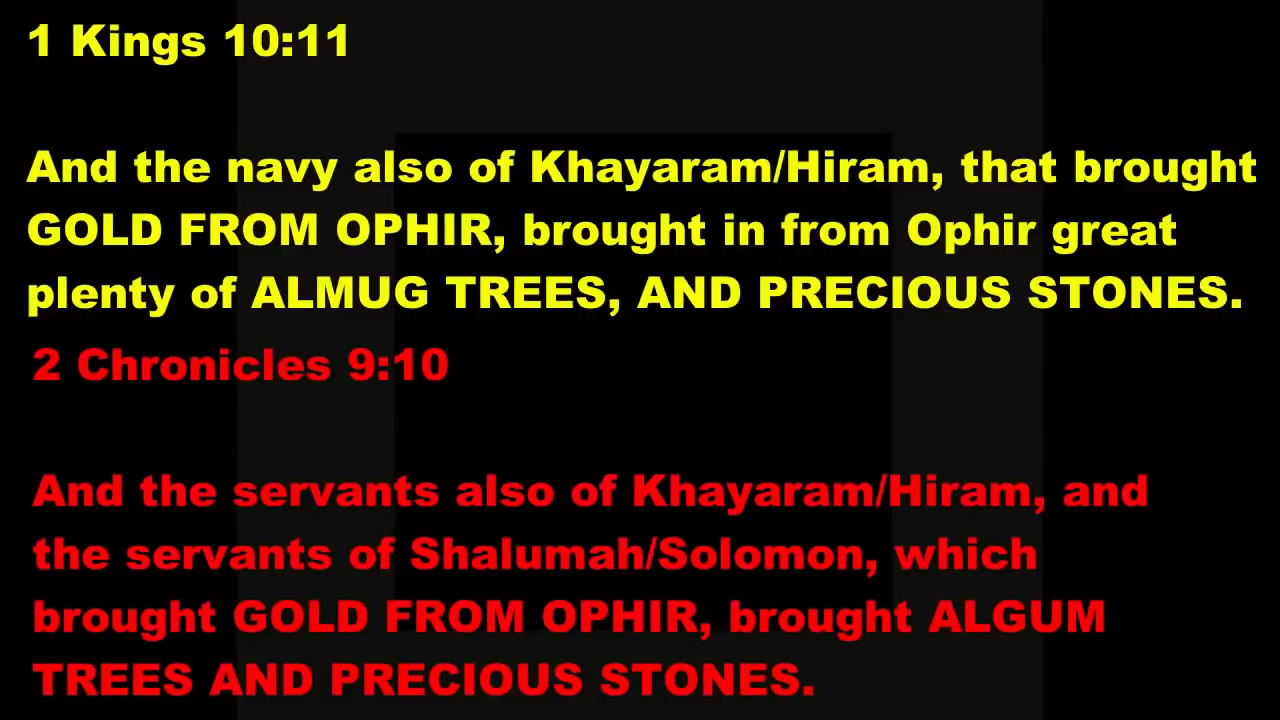 1 Kings 10:11
And the navy also of Khayaram/Hiram, that brought
GOLD FROM OPHIR, brought in from Ophir great
plenty of ALMUG TREES, AND PRECIOUS STONES.
2 Chronicles 9:10
And the servants also of Khayaram/Hiram, and
the servants of Shalumah/Solomon, which
brought GOLD FROM OPHIR, brought ALGUM
TREES AND PRECIOUS STONES.